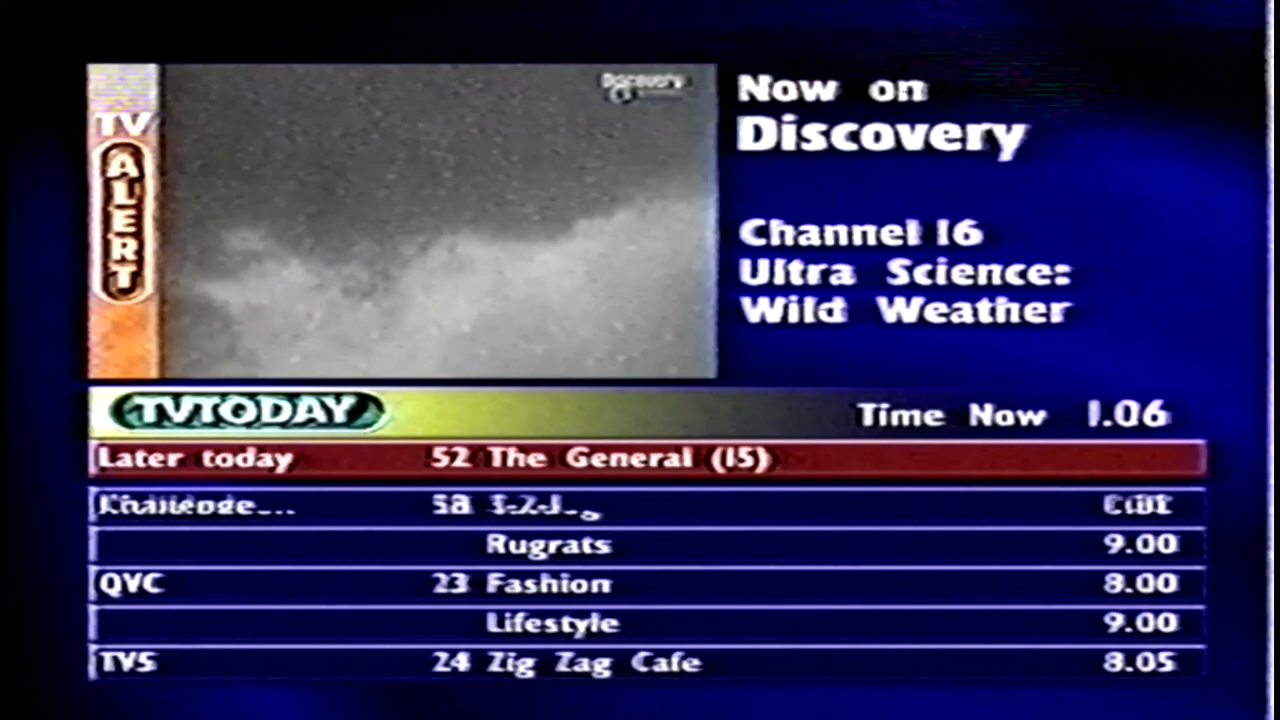 Discovery
TV
ALERT
Now on
Discovery
Channel 16
Ultra Science:
Wild Weather
TVTODAY
Time Now 1.06
Later today 52 The General (15)
Rugrats 9.00
QVC 23 Fashion 8.00
Lifestyle 9.00
TV5 24 Zig Zag Cafe 8.05